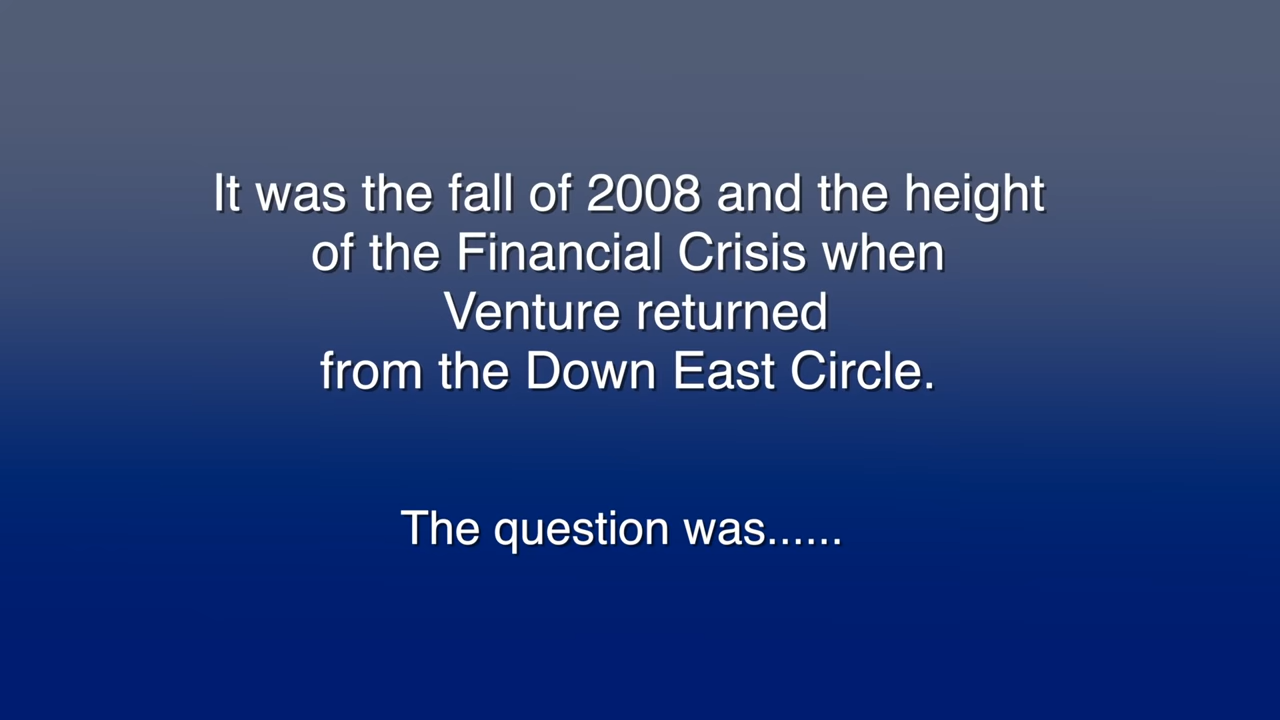 It was the fall of 2008 and the height
of the Financial Crisis when
Venture returned
from the Down East Circle.
The question was......